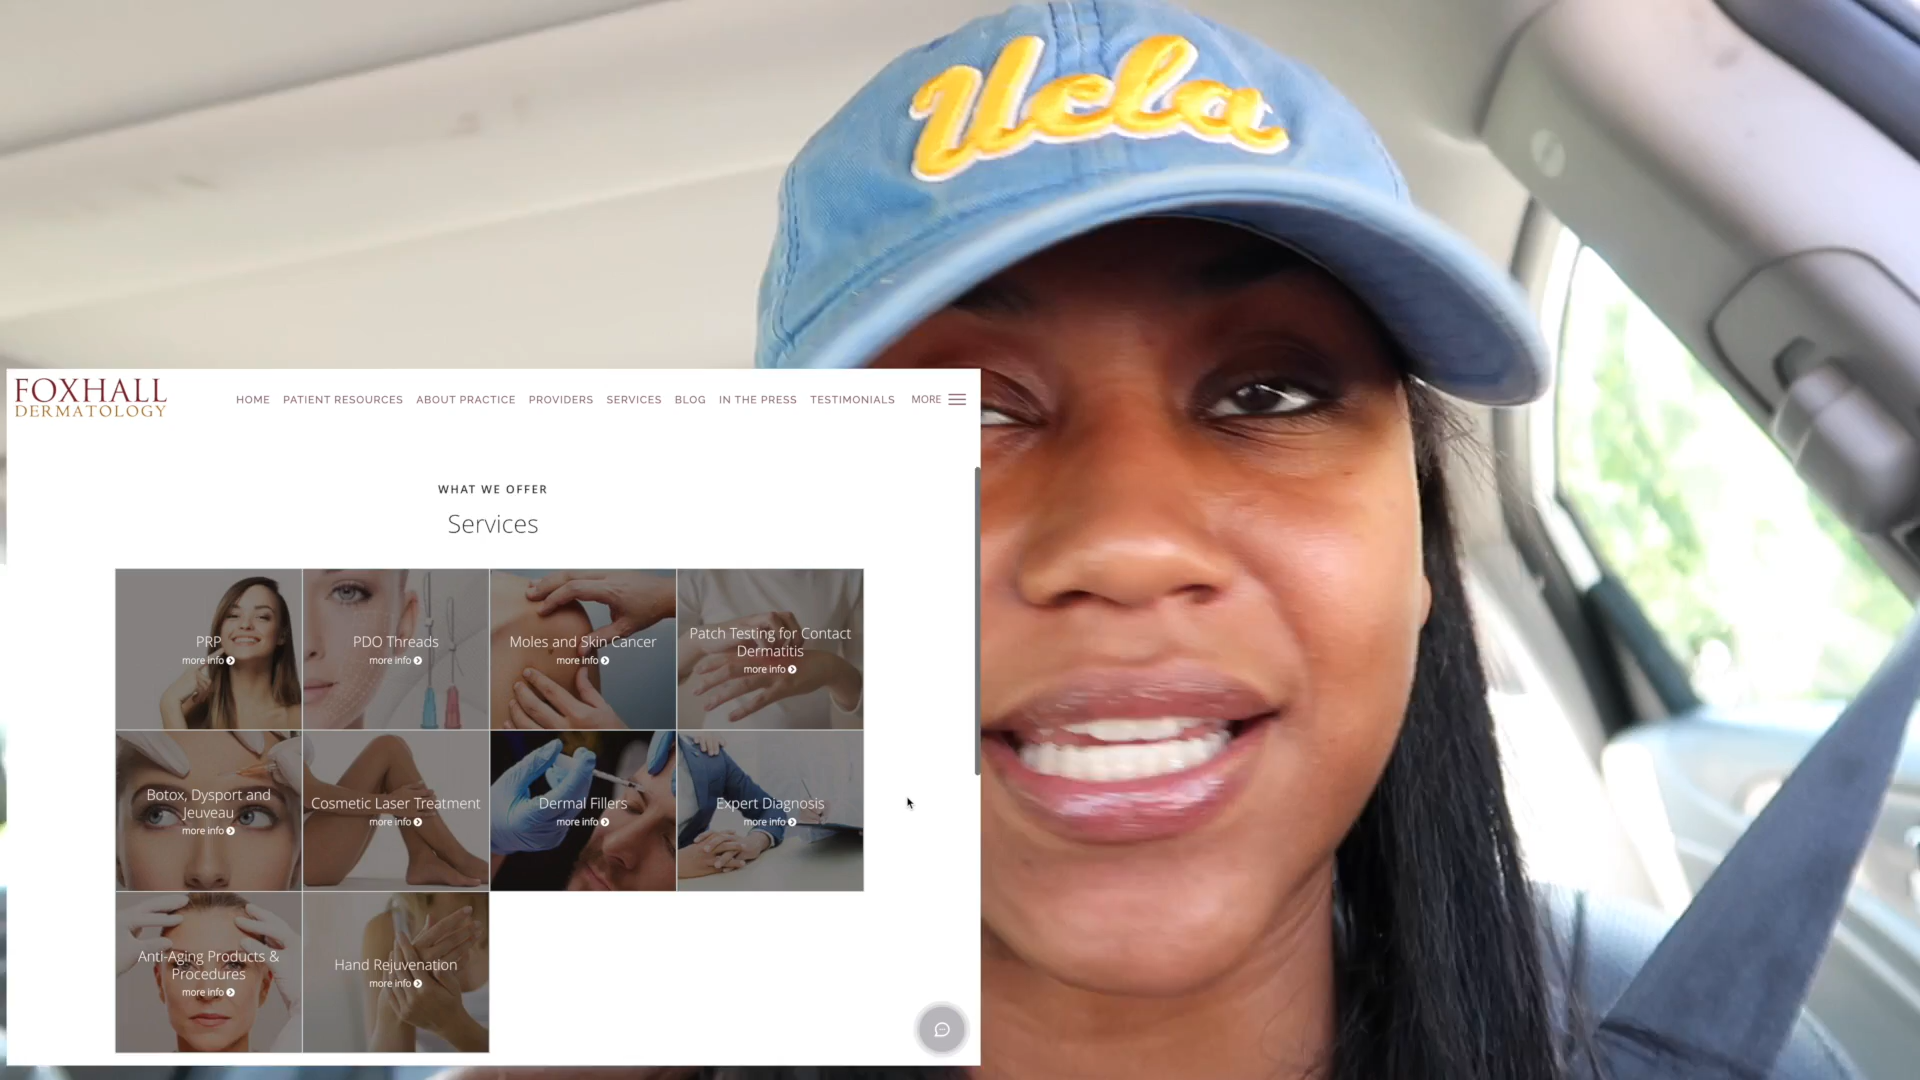 Ucla
FOXHALL
DERMATOLOGY
HOME PATIENT RESOURCES ABOUT PRACTICE PROVIDERS SERVICES BLOG IN THE PRESS TESTIMONIALS MORE
WHAT WE OFFER
Services
PRP
more info
PDO Threads
more info
Moles and Skin Cancer
more info
Patch Testing for Contact
Dermatitis
more info
Botox, Dysport and
Jeuveau
more info
Cosmetic Laser Treatment
more info
Dermal Fillers
more info
Expert Diagnosis
more info
Anti-Aging Products &
Procedures
more info
Hand Rejuvenation
more info